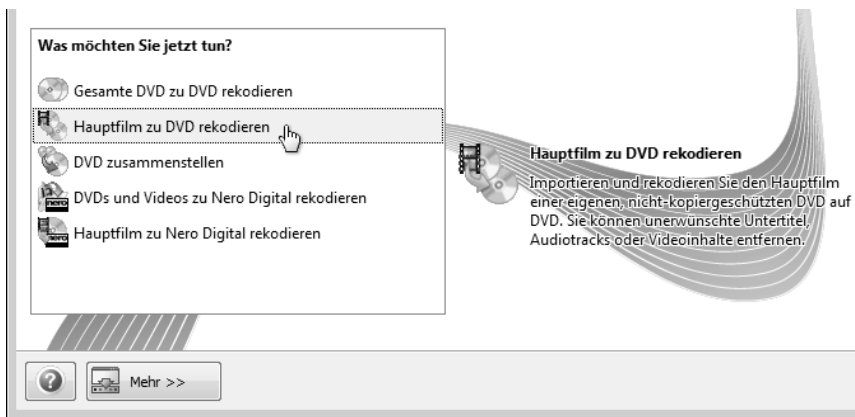 Was möchten Sie jetzt tun?
Gesamte DVD zu DVD rekodieren
Hauptfilm zu DVD rekodieren
DVD zusammenstellen
DVDs und Videos zu Nero Digital rekodieren
Hauptfilm zu Nero Digital rekodieren
Hauptfilm zu DVD rekodieren
Importieren und rekodieren Sie den Hauptfilm
einer eigenen, nicht-kopiergeschützten DVD auf
DVD. Sie können unerwünschte Untertitel,
Audiotracks oder Videoinhalte entfernen.
Mehr >>